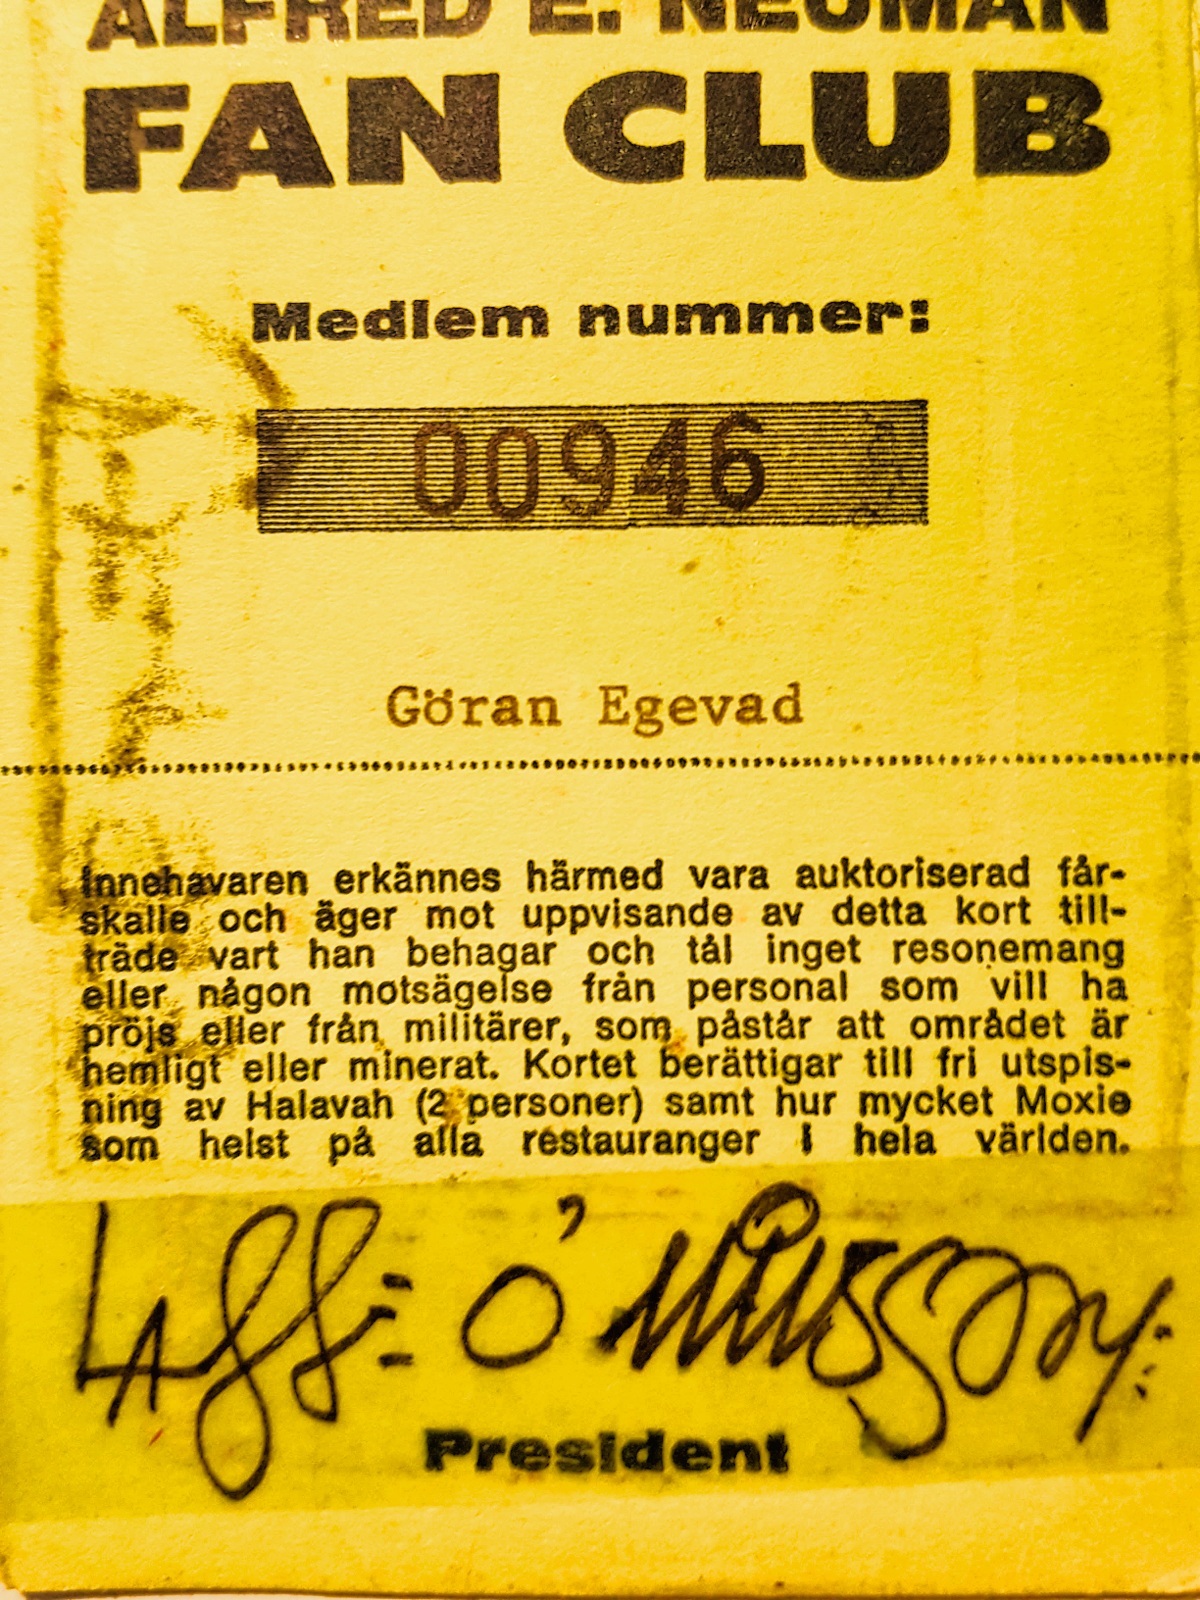 ALFRED E. NEUMAN
FAN CLUB
Medlem nummer:
00946
Göran Egevad
Innehavaren erkännes härmed vara auktoriserad får-
skalle och äger mot uppvisande av detta kort till-
träde vart han behagar och tål inget resonemang
eller någon motsägelse från personal som vill ha
pröjs eller från militärer, som påstår att området är
hemligt eller minerat. Kortet berättigar till fri utspis-
ning av Halavah (2 personer) samt hur mycket Moxie
som helst på alla restauranger i hela världen.
Lasse O'Nilsson
President